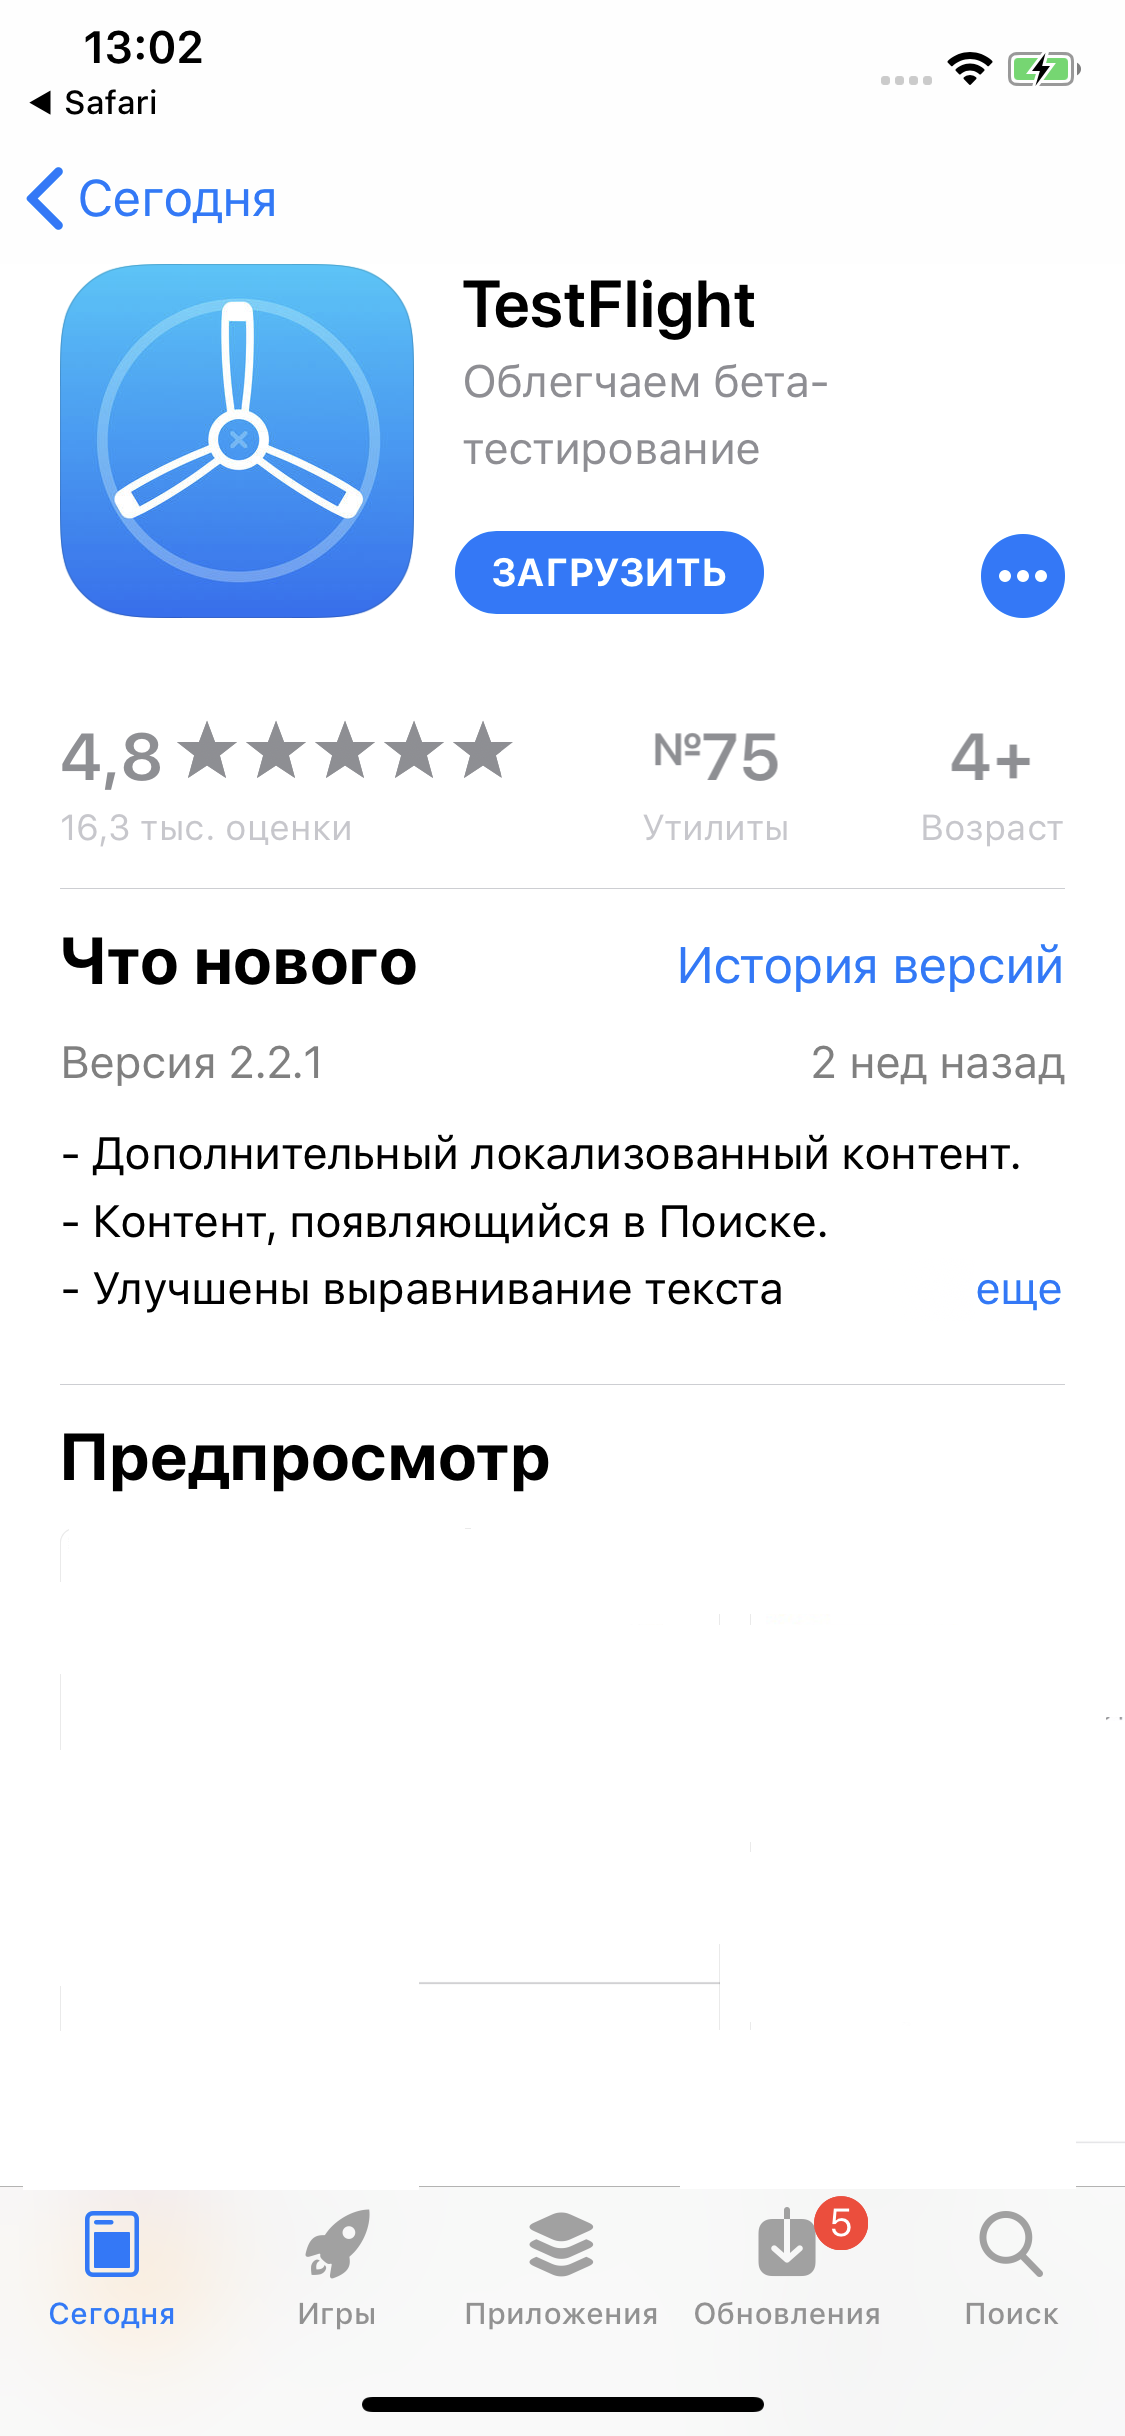 13:02
◀ Safari
Сегодня
TestFlight
Облегчаем бета-
тестирование
ЗАГРУЗИТЬ
4,8 ★★★★★
№75
4+
16,3 тыс. оценки
Утилиты
Возраст
Что нового
История версий
Версия 2.2.1
2 нед назад
- Дополнительный локализованный контент.
- Контент, появляющийся в Поиске.
- Улучшены выравнивание текста
еще
Предпросмотр
5
Сегодня
Игры
Приложения
Обновления
Поиск